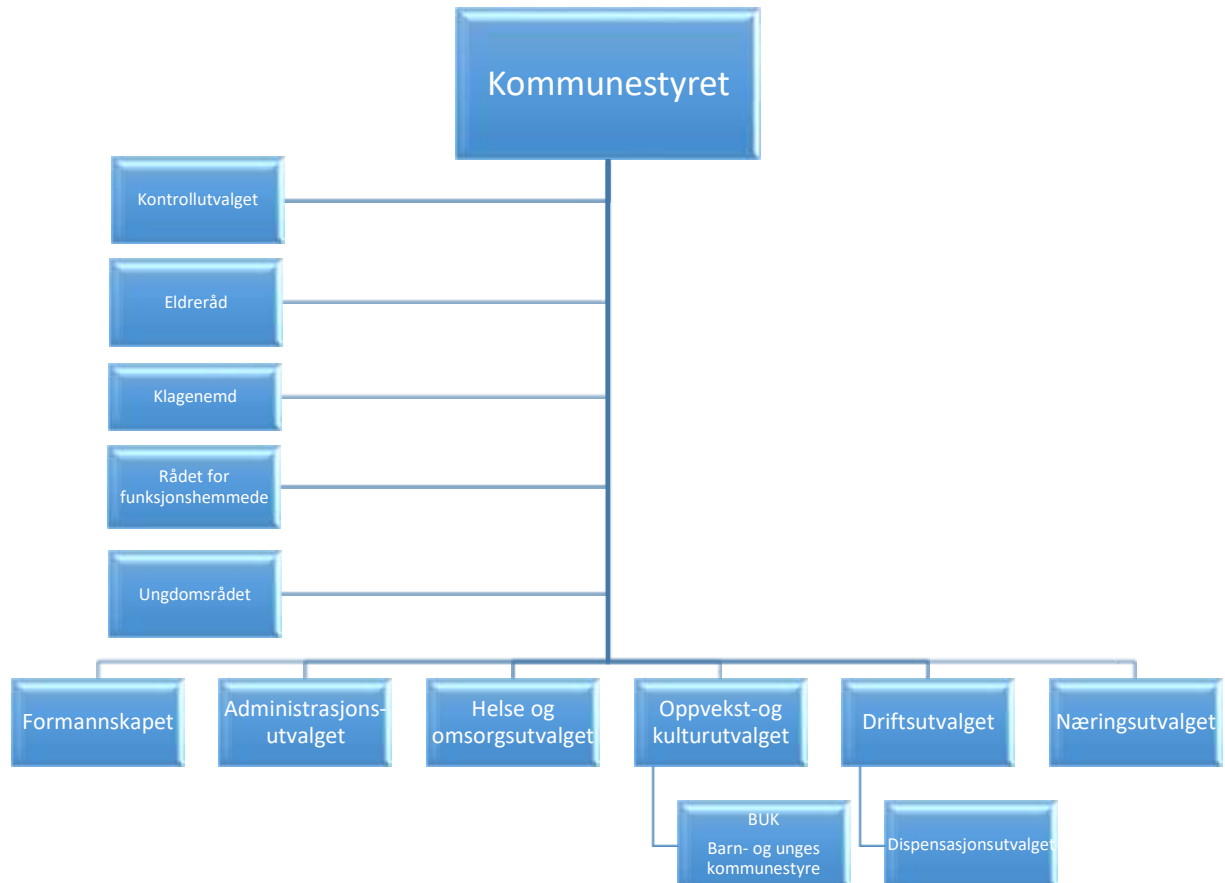 Kommunestyret
Kontrollutvalget
Eldreråd
Klagenemd
Rådet for
funksjonshemmede
Ungdomsrådet
Formannskapet
Administrasjons-
utvalget
Helse og
omsorgsutvalget
Oppvekst-og
kulturutvalget
Driftsutvalget
Næringsutvalget
BUK
Barn- og unges
kommunestyre
Dispensasjonsutvalget